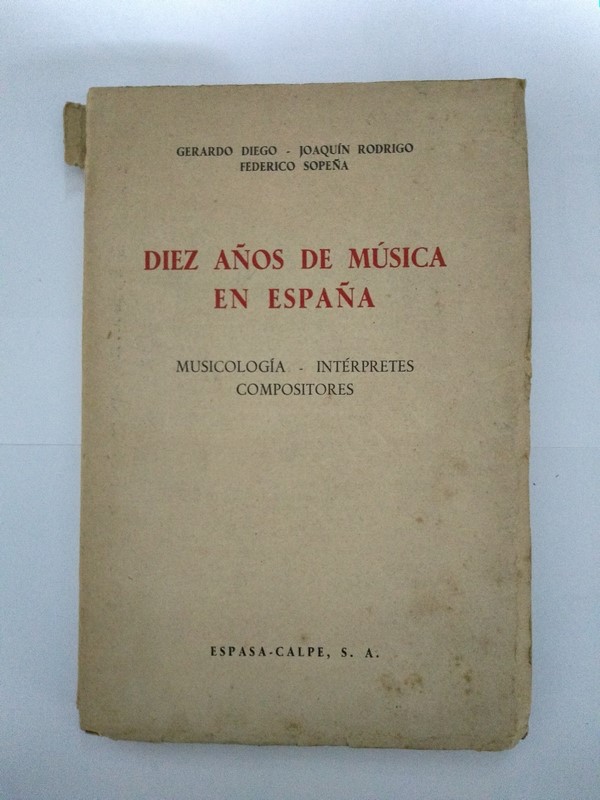 GERARDO DIEGO - JOAQUÍN RODRIGO
FEDERICO SOPEÑA
DIEZ AÑOS DE MÚSICA
EN ESPAÑA
MUSICOLOGÍA - INTÉRPRETES
COMPOSITORES
ESPASA-CALPE, S. A.